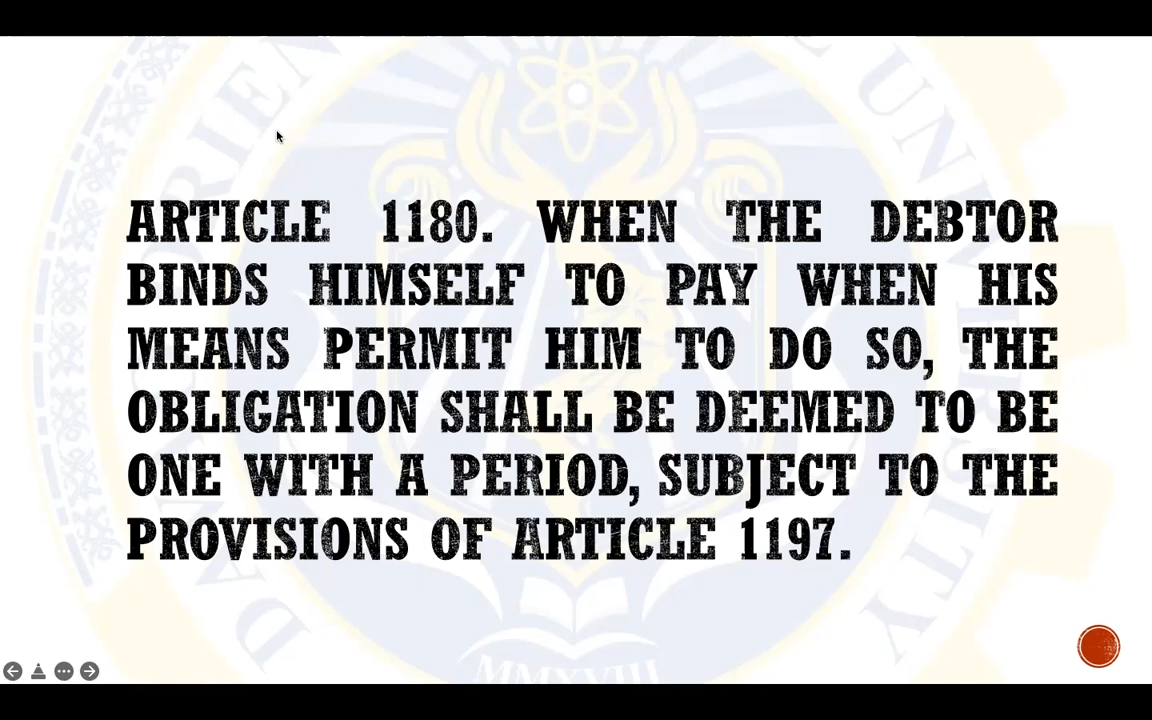 ARTICLE 1180. WHEN THE DEBTOR
BINDS HIMSELF TO PAY WHEN HIS
MEANS PERMIT HIM TO DO SO, THE
OBLIGATION SHALL BE DEEMED TO BE
ONE WITH A PERIOD, SUBJECT TO THE
PROVISIONS OF ARTICLE 1197.
MMXVIII